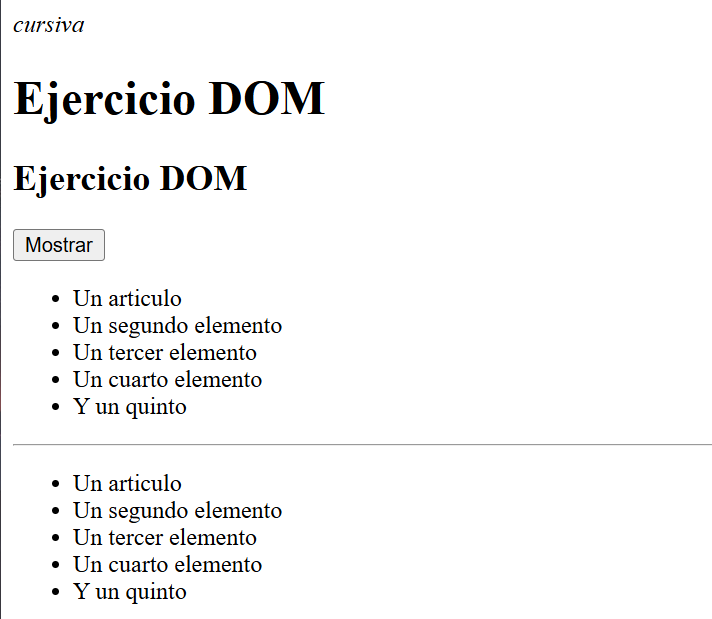 cursiva
Ejercicio DOM
Ejercicio DOM
Mostrar
Un articulo
Un segundo elemento
Un tercer elemento
Un cuarto elemento
Y un quinto
Un articulo
Un segundo elemento
Un tercer elemento
Un cuarto elemento
Y un quinto